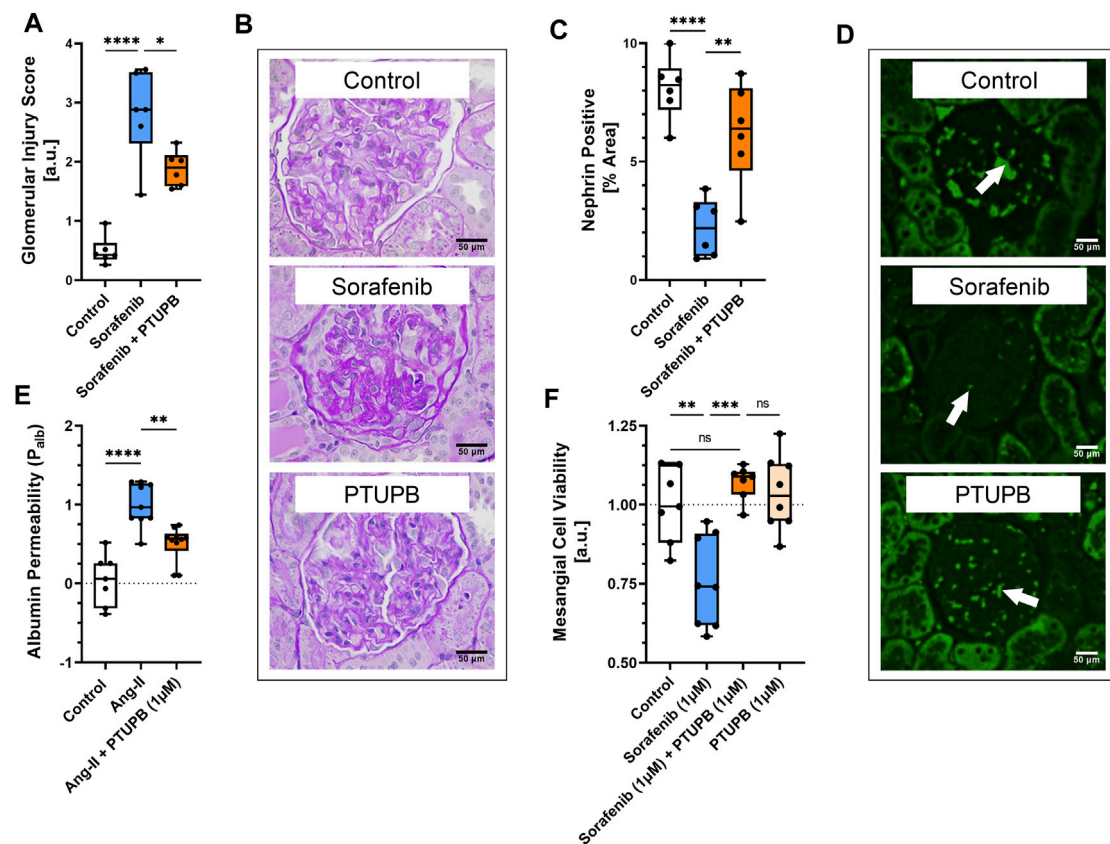 A
Glomerular Injury Score
[a.u.]
4
3
2
1
0
****
*
Control
Sorafenib
Sorafenib + PTUPB
B
Control
50 µm
Sorafenib
50 µm
PTUPB
50 µm
C
Nephrin Positive
[% Area]
10
8
5
2
0
****
**
Control
Sorafenib
Sorafenib + PTUPB
D
Control
50 µm
Sorafenib
50 µm
PTUPB
50 µm
E
Albumin Permeability (Palb)
2
1
0
-1
****
**
Control
Ang-II
Ang-II + PTUPB (1µM)
F
Mesangial Cell Viability
[a.u.]
1.25
1.00
0.75
0.50
**
***
ns
ns
Control
Sorafenib (1µM)
Sorafenib (1µM) + PTUPB (1µM)
PTUPB (1µM)